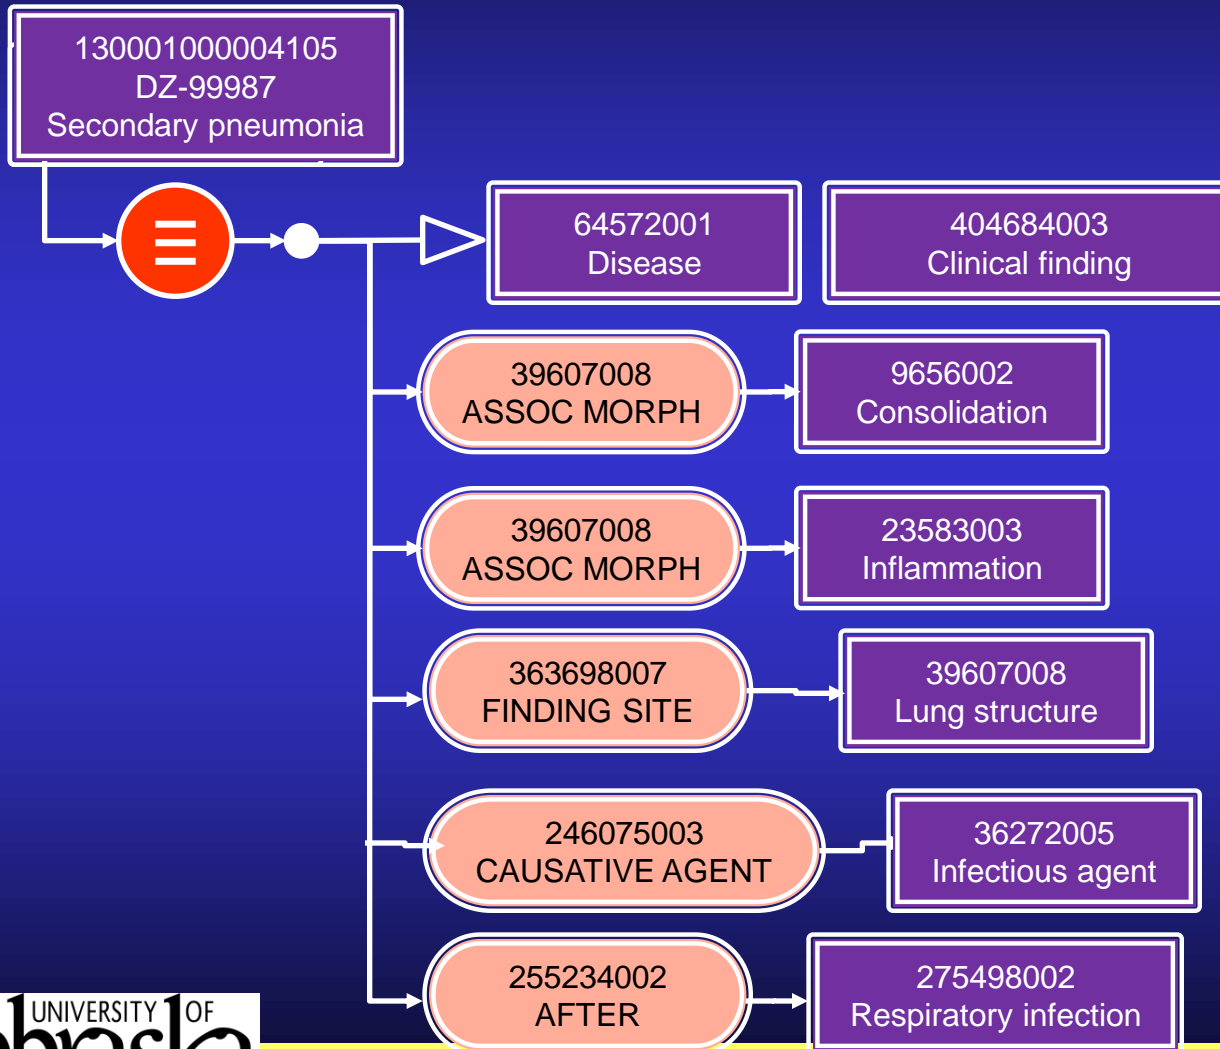 130001000004105
DZ-99987
Secondary pneumonia
64572001
Disease
404684003
Clinical finding
39607008
ASSOC MORPH
9656002
Consolidation
39607008
ASSOC MORPH
23583003
Inflammation
363698007
FINDING SITE
39607008
Lung structure
246075003
CAUSATIVE AGENT
36272005
Infectious agent
255234002
AFTER
275498002
Respiratory infection
UNIVERSITY OF